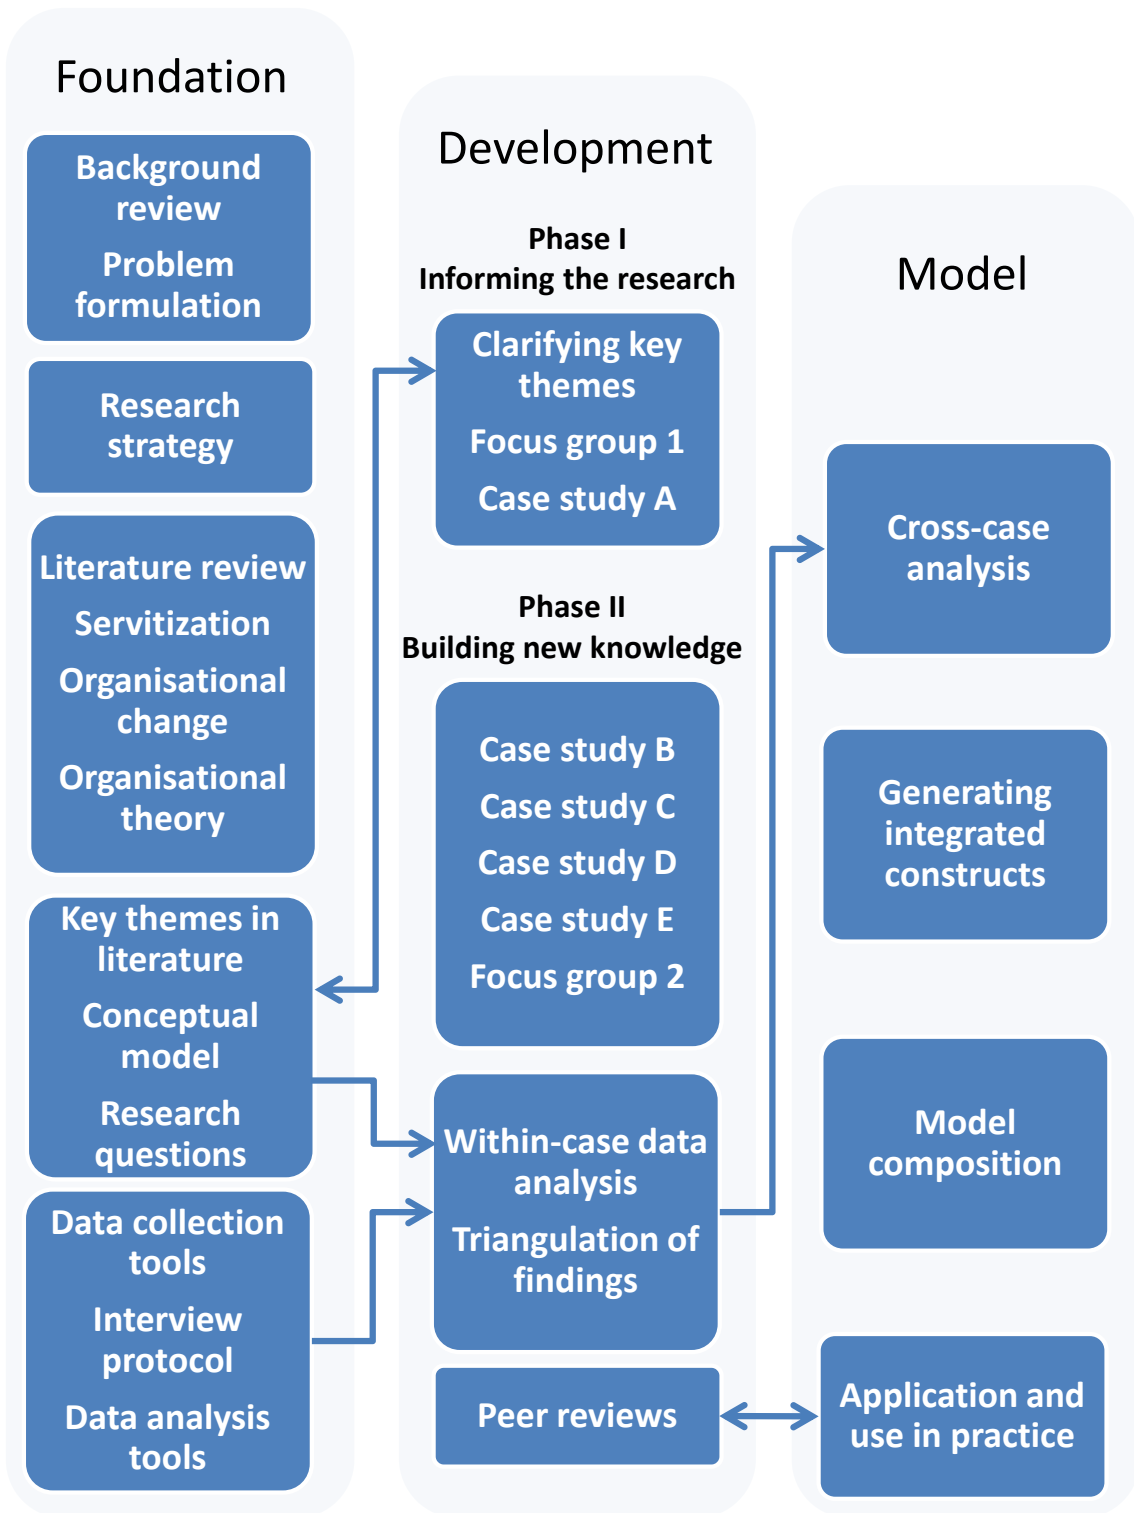 Foundation
Background
review
Problem
formulation
Research
strategy
Literature review
Servitization
Organisational
change
Organisational
theory
Key themes in
literature
Conceptual
model
Research
questions
Data collection
tools
Interview
protocol
Data analysis
tools
Development
Phase I
Informing the research
Clarifying key
themes
Focus group 1
Case study A
Phase II
Building new knowledge
Case study B
Case study C
Case study D
Case study E
Focus group 2
Within-case data
analysis
Triangulation of
findings
Peer reviews
Model
Cross-case
analysis
Generating
integrated
constructs
Model
composition
Application and
use in practice